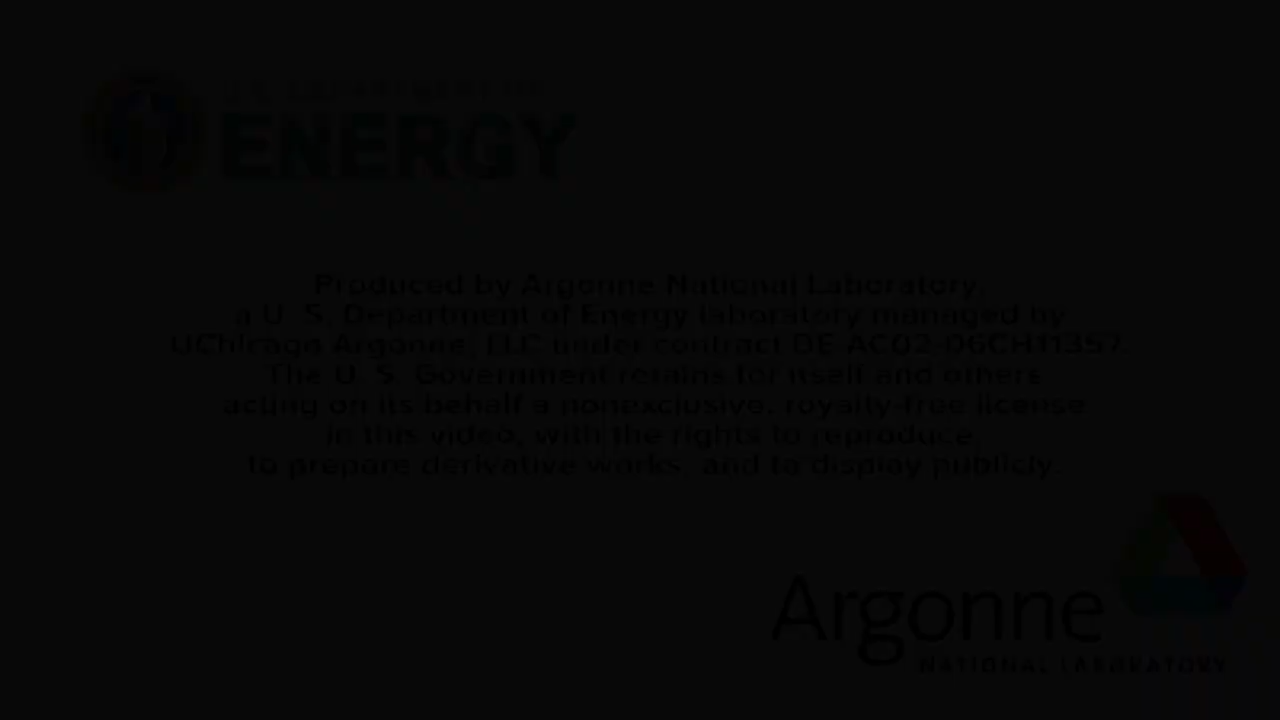 U.S. DEPARTMENT OF
ENERGY
Produced by Argonne National Laboratory,
a U. S. Department of Energy laboratory managed by
UChicago Argonne, LLC under contract DE-AC02-06CH11357.
The U. S. Government retains for itself and others
acting on its behalf a nonexclusive, royalty-free license
in this video, with the rights to reproduce,
to prepare derivative works, and to display publicly.
Argonne
NATIONAL LABORATORY